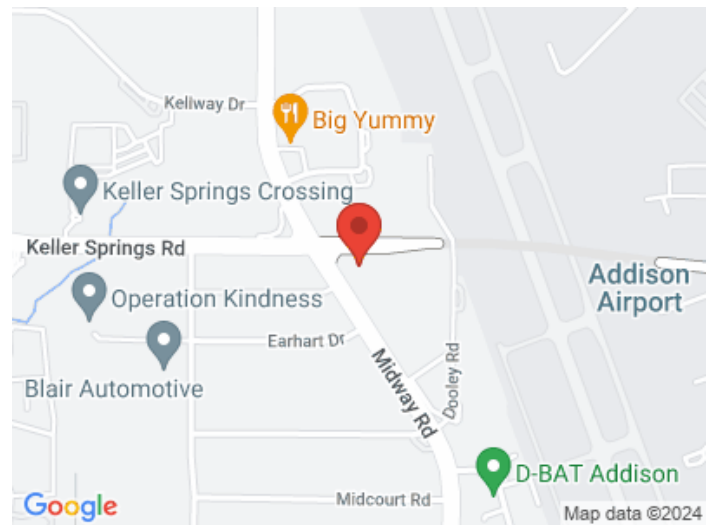 Kellway Dr
Big Yummy
Keller Springs Crossing
Keller Springs Rd
Addison
Airport
Operation Kindness
Earhart Dr
Blair Automotive
Midway Rd
Dooley Rd
D-BAT Addison
Midcourt Rd
Google
Map data ©2024